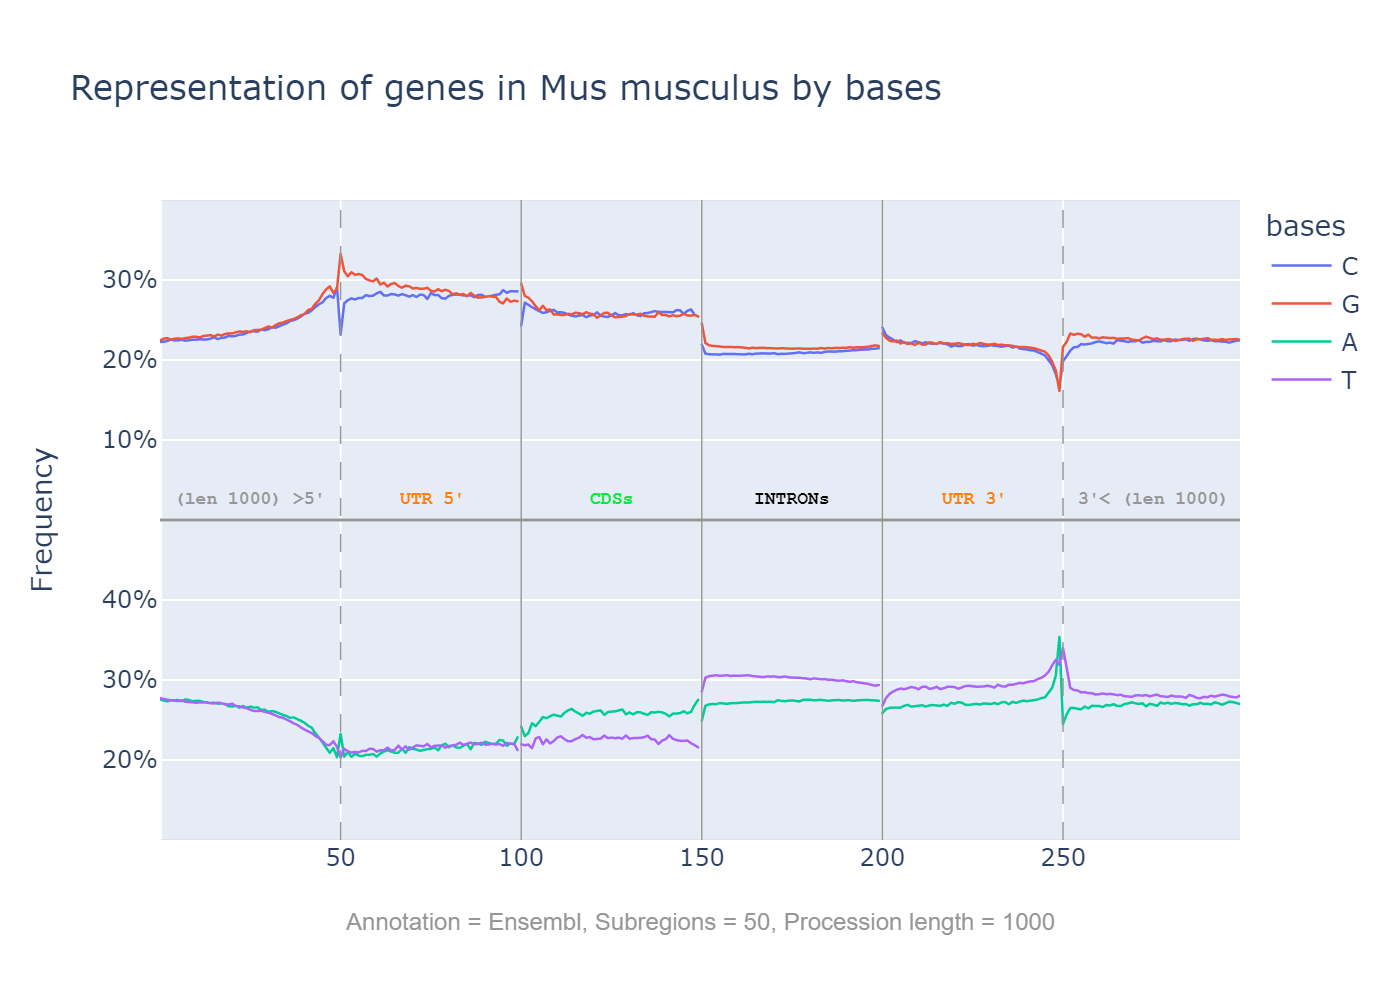 Representation of genes in Mus musculus by bases
bases
C
G
A
T
Frequency
30%
20%
10%
(len 1000) >5'
UTR 5'
CDSs
INTRONs
UTR 3'
3'< (len 1000)
40%
30%
20%
50
100
150
200
250
Annotation = Ensembl, Subregions = 50, Procession length = 1000